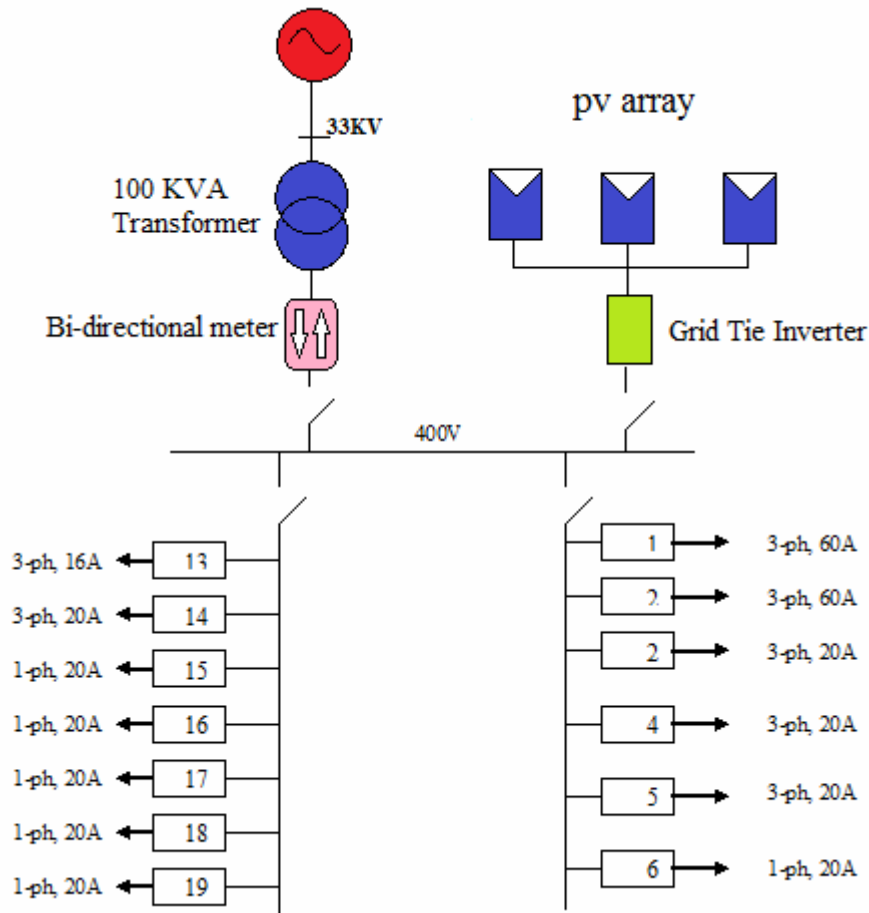 33KV
pv array
100 KVA
Transformer
Bi-directional meter
Grid Tie Inverter
400V
3-ph, 16A
13
3-ph, 20A
14
1-ph, 20A
15
1-ph, 20A
16
1-ph, 20A
17
1-ph, 20A
18
1-ph, 20A
19
1
3-ph, 60A
2
3-ph, 60A
2
3-ph, 20A
4
3-ph, 20A
5
3-ph, 20A
6
1-ph, 20A